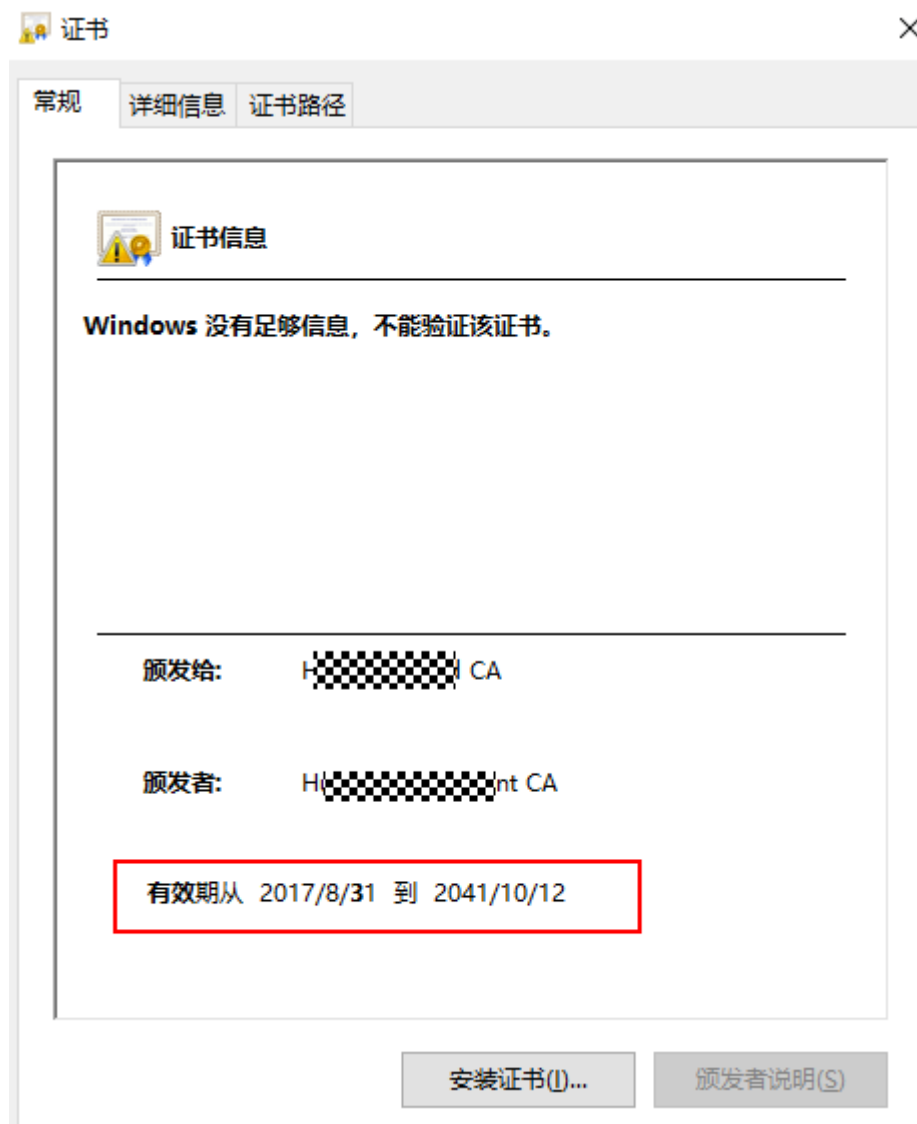 证书
常规 详细信息 证书路径
证书信息
Windows 没有足够信息，不能验证该证书。
颁发给: CA
颁发者: CA
有效期从 2017/8/31 到 2041/10/12
安装证书(I)... 颁发者说明(S)